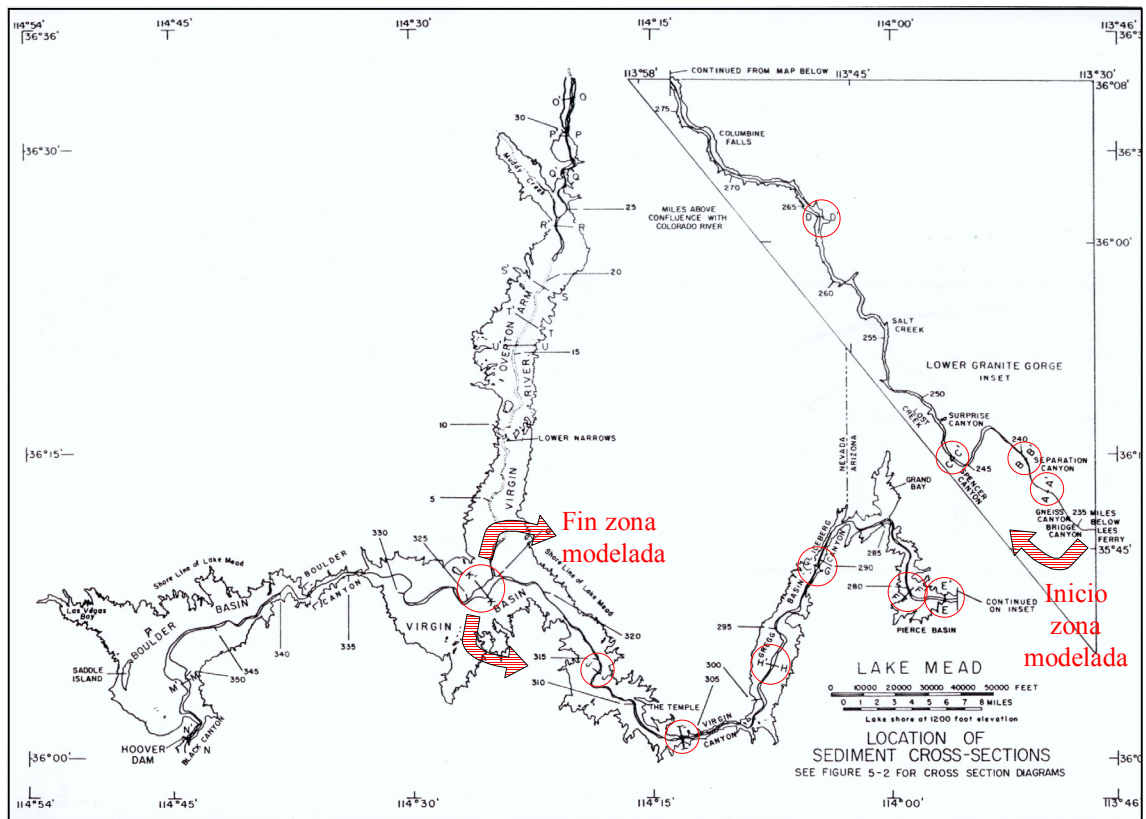 114°54'
114°45'
114°30'
114°15'
114°00'
113°46'
36°36'
36°30'
36°15'
36°00'
113°58'
CONTINUED FROM MAP BELOW
113°45'
113°30'
36°08'
275
COLUMBINE
FALLS
270
265
D D'
MILES ABOVE
CONFLUENCE WITH
COLORADO RIVER
36°00'
260
SALT
CREEK
255
LOWER GRANITE GORGE
INSET
250
LOST
CREEK
SURPRISE
CANYON
C C'
245
SPENCER
CANYON
240
B B'
SEPARATION
CANYON
A A'
GNEISS CANYON
BRIDGE CANYON
235 MILES
BELOW
LEES
FERRY
35°45'
O' O
30
P' P
Muddy Creek
Q' Q
25
R' R
20
S' S
T' T
U' U
15
OVERTON ARM
VIRGIN RIVER
10
LOWER NARROWS
5
Fin zona
modelada
Inicio
zona
modelada
NEVADA
ARIZONA
GRAND
BAY
ICEBERG
CANYON
G'
290
285
280
F' F
E'
E
CONTINUED
ON INSET
PIERCE BASIN
330
325
K'
Shore Line of Lake Mead
BOULDER
CANYON
BOULDER BASIN
Las Vegas
Bay
SADDLE
ISLAND
340
335
345
350
M' M
N' N
HOOVER
DAM
BLACK CANYON
VIRGIN
BASIN
Shore Line of Lake Mead
320
315
J
310
THE TEMPLE
VIRGIN
CANYON
305
300
295
GREGG
BASIN
H' H
LAKE MEAD
0 10000 20000 30000 40000 50000 FEET
0 1 2 3 4 5 6 7 8 MILES
Lake shore at 1200 foot elevation
LOCATION OF
SEDIMENT CROSS-SECTIONS
SEE FIGURE 5-2 FOR CROSS SECTION DIAGRAMS
36°00'
114°54'
114°45'
114°30'
114°15'
114°00'
113°46'